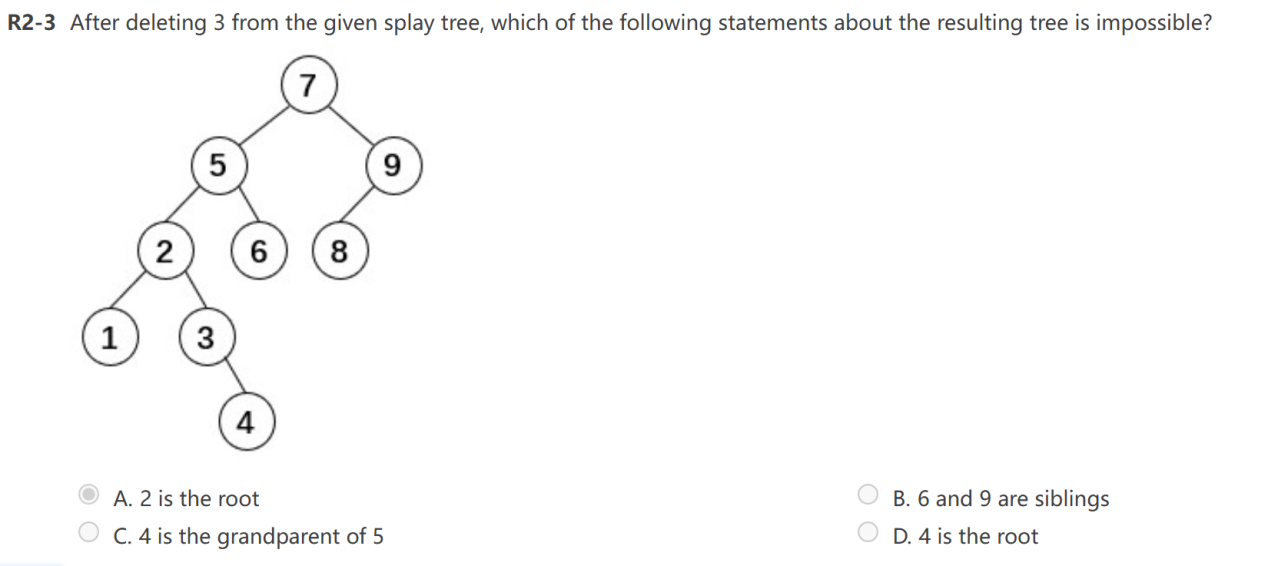 R2-3 After deleting 3 from the given splay tree, which of the following statements about the resulting tree is impossible?
7
5 9
2 6 8
1 3
4
A. 2 is the root B. 6 and 9 are siblings
C. 4 is the grandparent of 5 D. 4 is the root